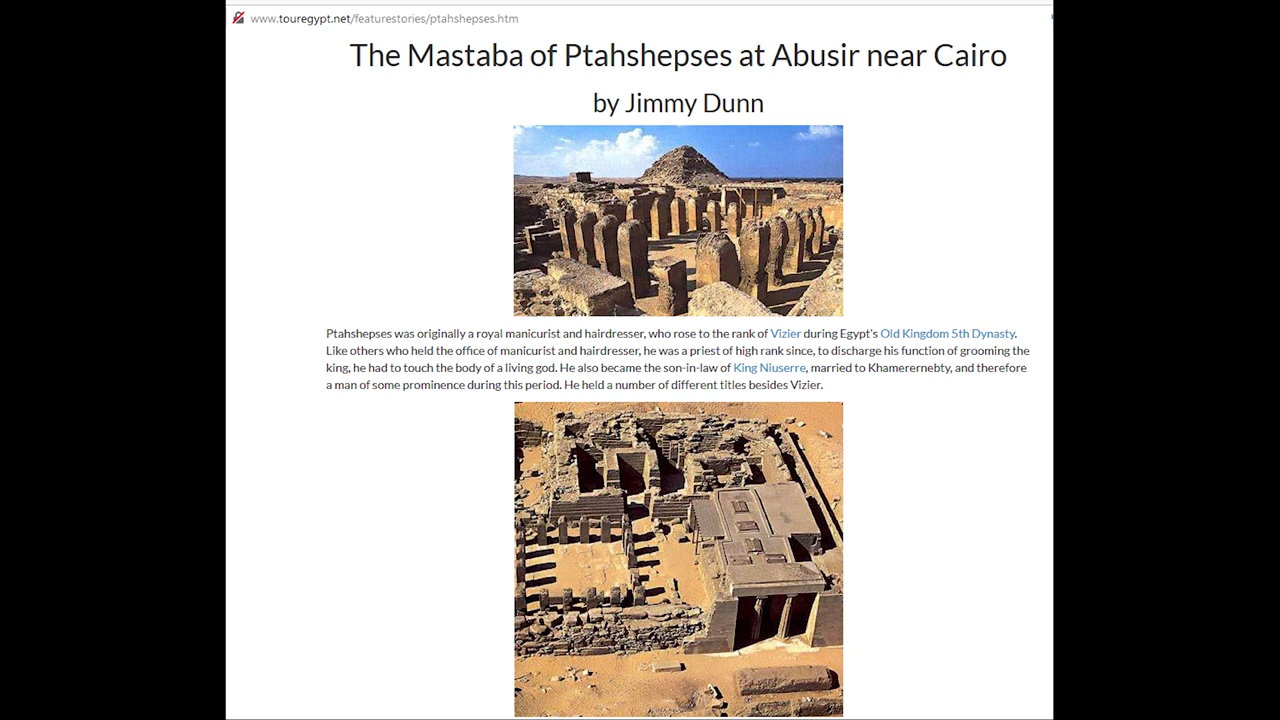 www.touregypt.net/featurestories/ptahshepses.htm
The Mastaba of Ptahshepses at Abusir near Cairo
by Jimmy Dunn
Ptahshepses was originally a royal manicurist and hairdresser, who rose to the rank of Vizier during Egypt's Old Kingdom 5th Dynasty.
Like others who held the office of manicurist and hairdresser, he was a priest of high rank since, to discharge his function of grooming the
king, he had to touch the body of a living god. He also became the son-in-law of King Niuserre, married to Khamerernebty, and therefore
a man of some prominence during this period. He held a number of different titles besides Vizier.